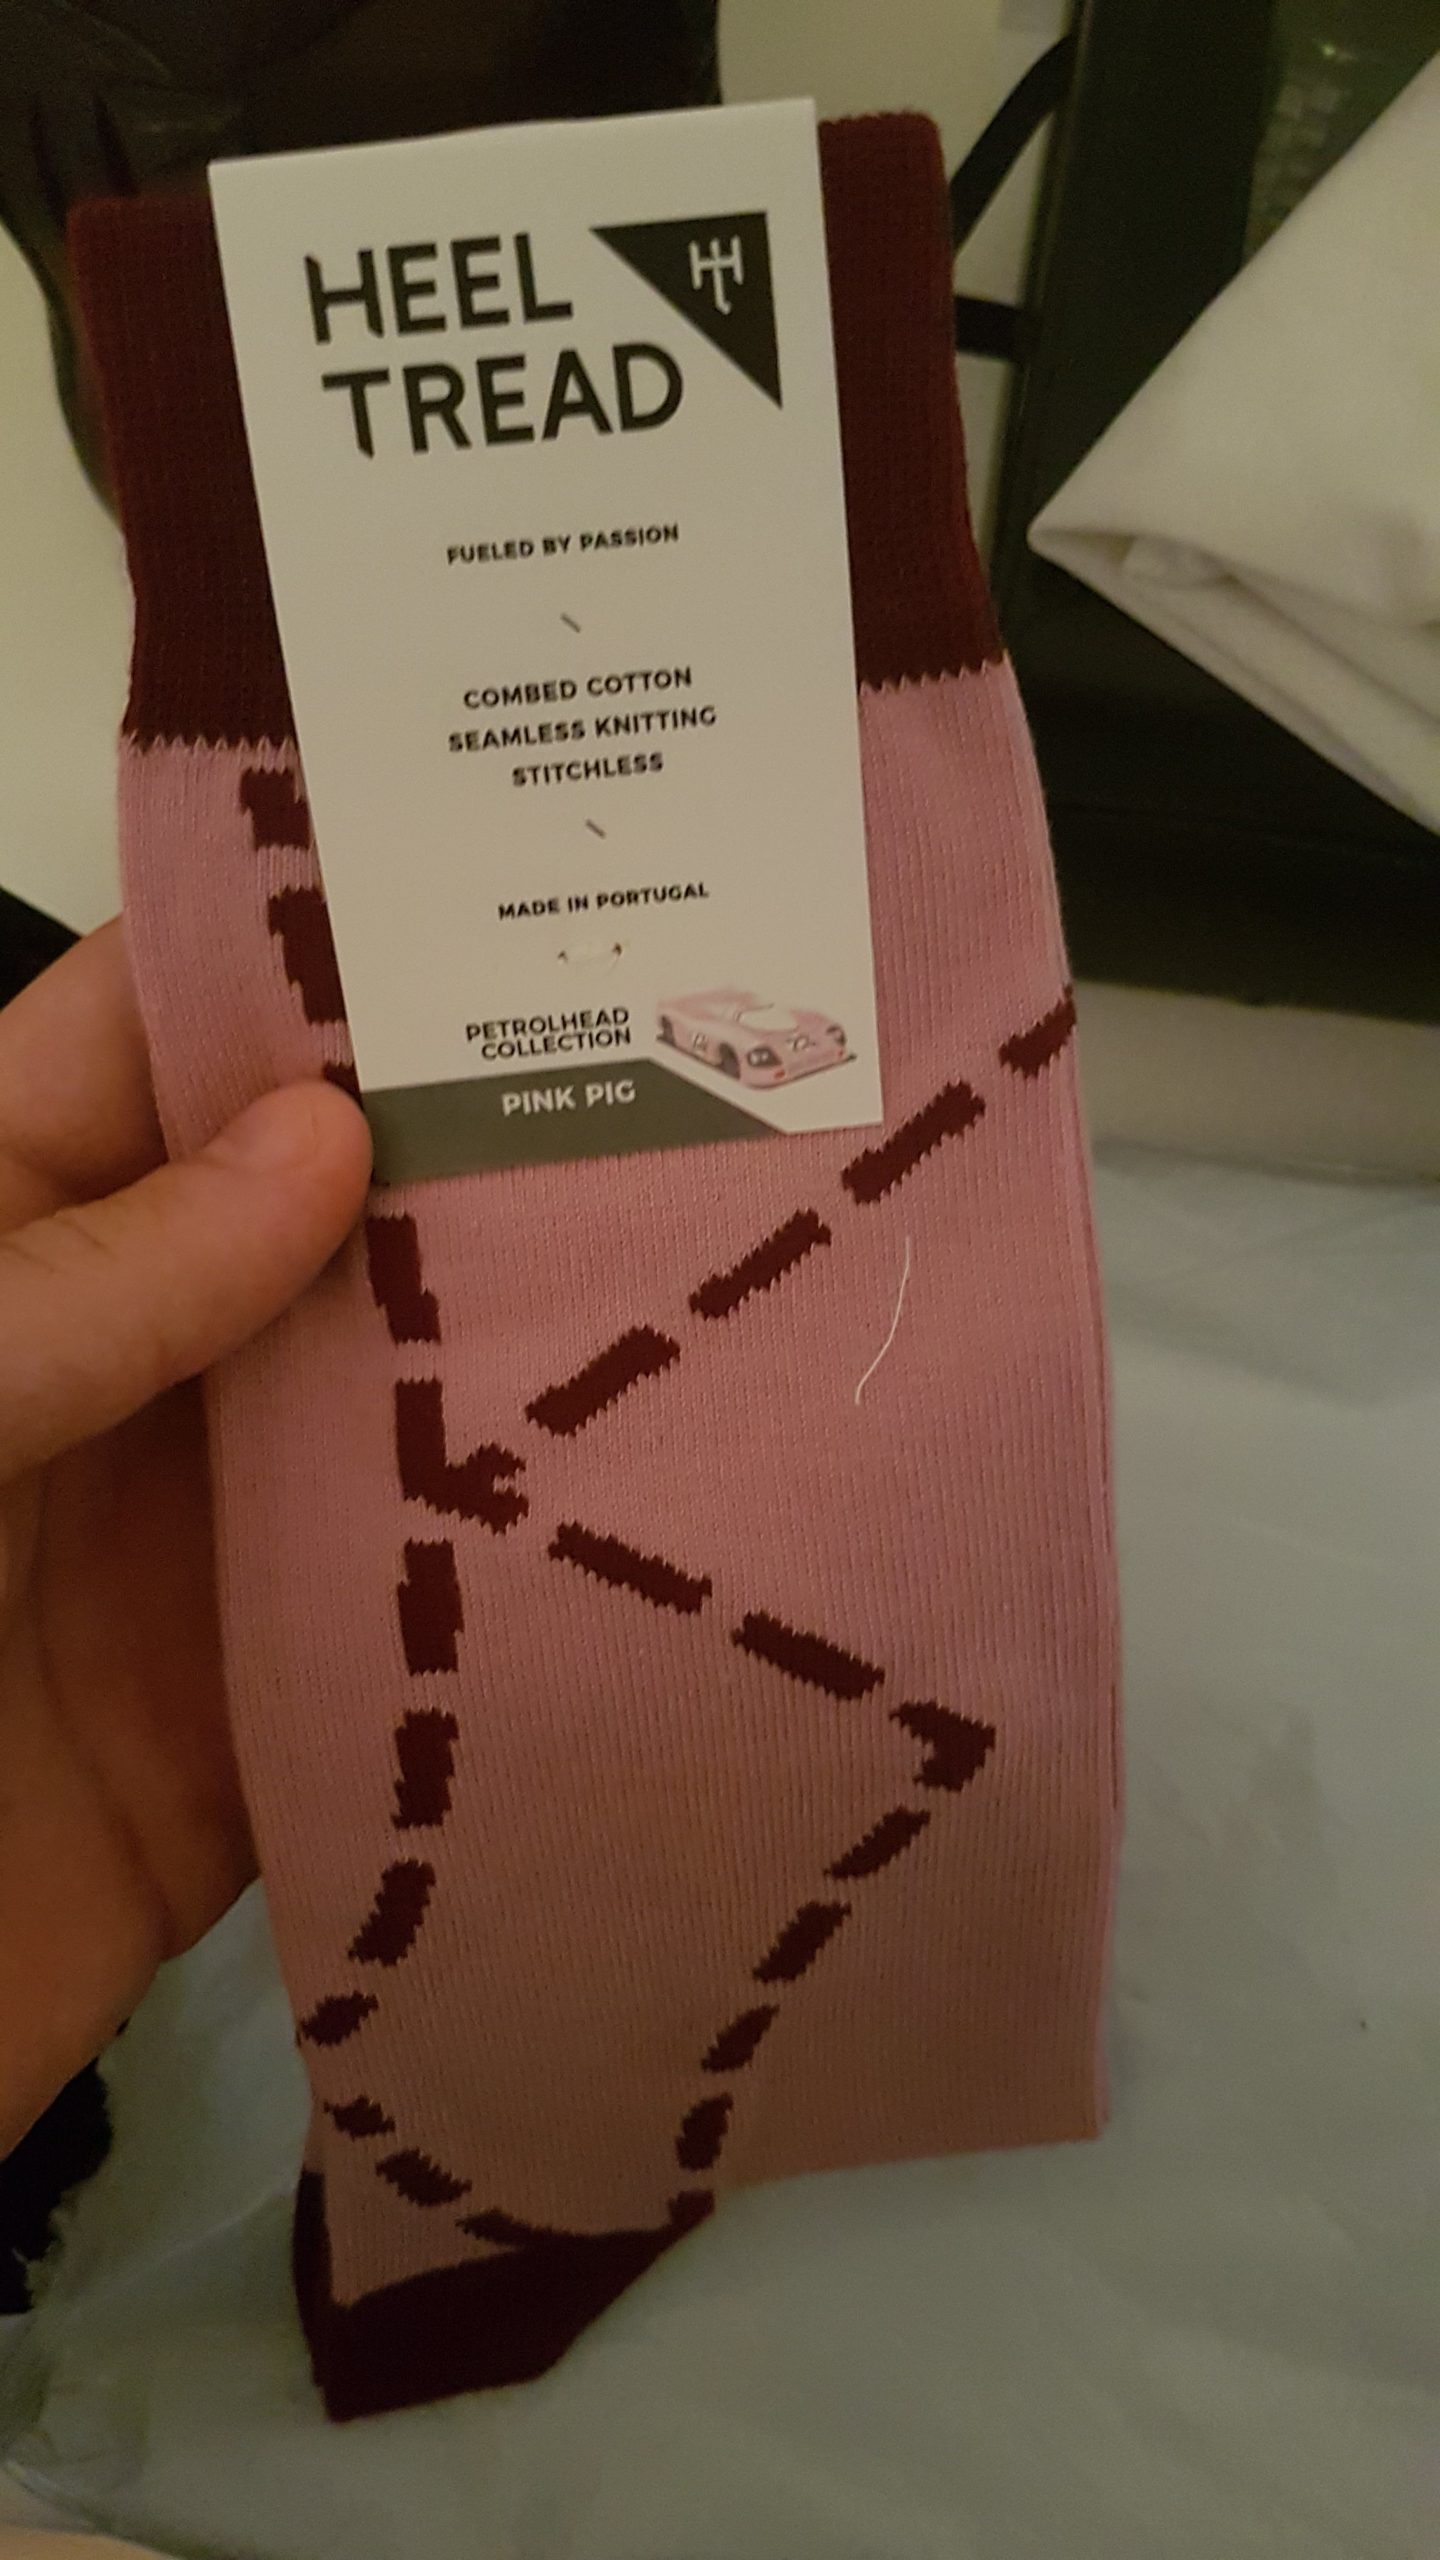 HEEL
TREAD
FUELED BY PASSION
COMBED COTTON
SEAMLESS KNITTING
STITCHLESS
MADE IN PORTUGAL
PETROLHEAD
COLLECTION
PINK PIG